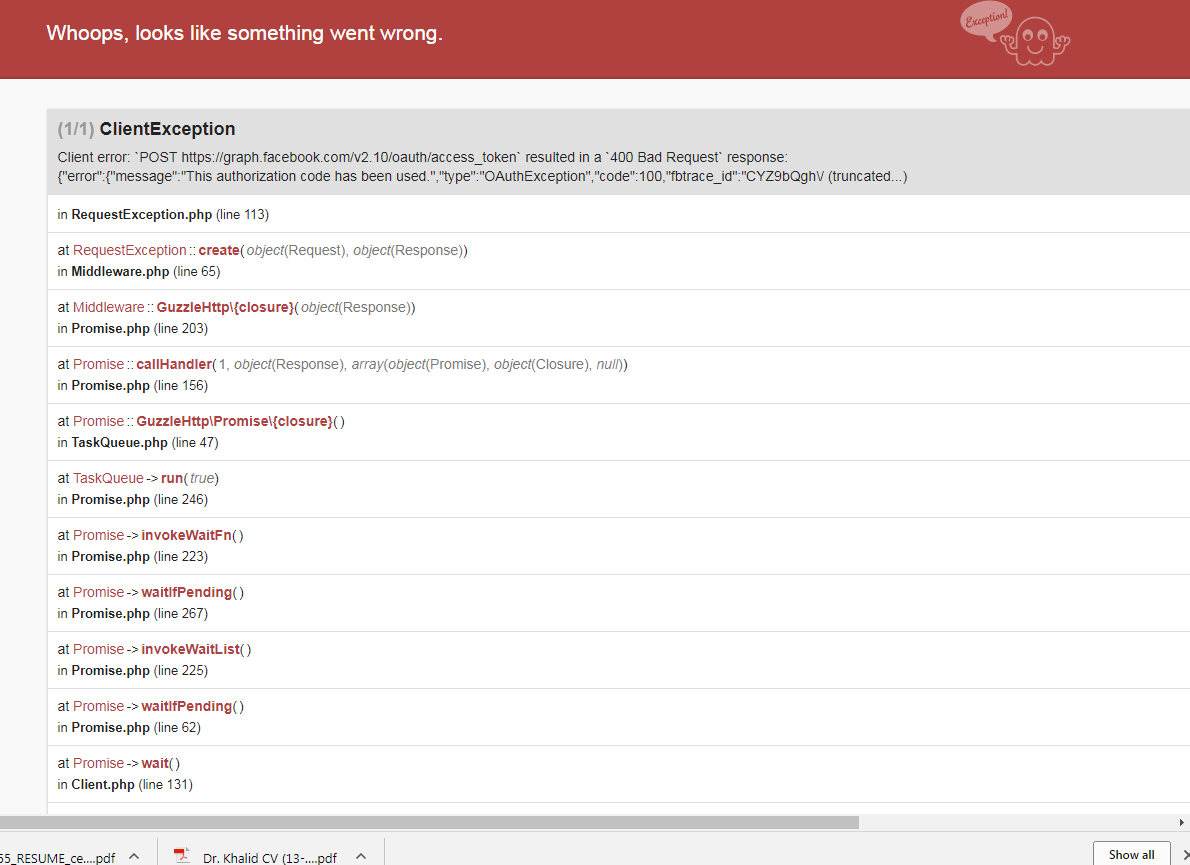 Whoops, looks like something went wrong.
Exception!
(1/1) ClientException
Client error: `POST https://graph.facebook.com/v2.10/oauth/access_token` resulted in a `400 Bad Request` response:
{"error":{"message":"This authorization code has been used.","type":"OAuthException","code":100,"fbtrace_id":"CYZ9bQgh\/ (truncated...)
in RequestException.php (line 113)
at RequestException::create(object(Request), object(Response))
in Middleware.php (line 65)
at Middleware::GuzzleHttp\{closure}(object(Response))
in Promise.php (line 203)
at Promise::callHandler(1, object(Response), array(object(Promise), object(Closure), null))
in Promise.php (line 156)
at Promise::GuzzleHttp\Promise\{closure}()
in TaskQueue.php (line 47)
at TaskQueue->run(true)
in Promise.php (line 246)
at Promise->invokeWaitFn()
in Promise.php (line 223)
at Promise->waitIfPending()
in Promise.php (line 267)
at Promise->invokeWaitList()
in Promise.php (line 225)
at Promise->waitIfPending()
in Promise.php (line 62)
at Promise->wait()
in Client.php (line 131)
55_RESUME_ce....pdf
Dr. Khalid CV (13-....pdf
Show all